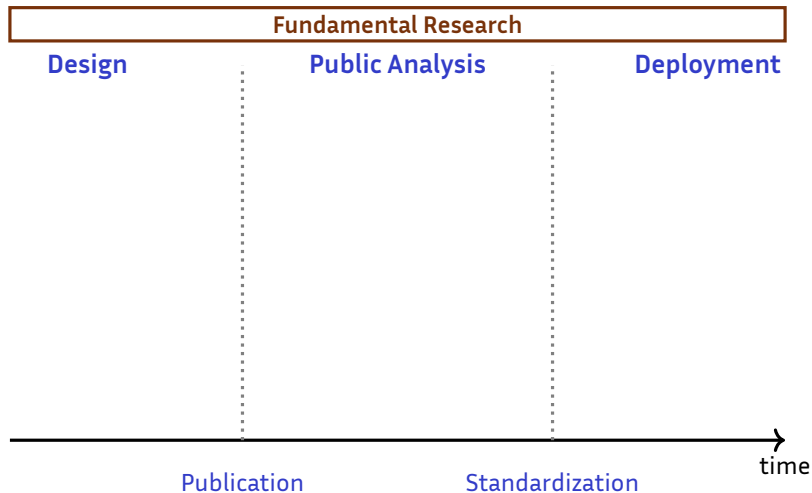 Fundamental Research
Design Public Analysis Deployment
time
Publication Standardization